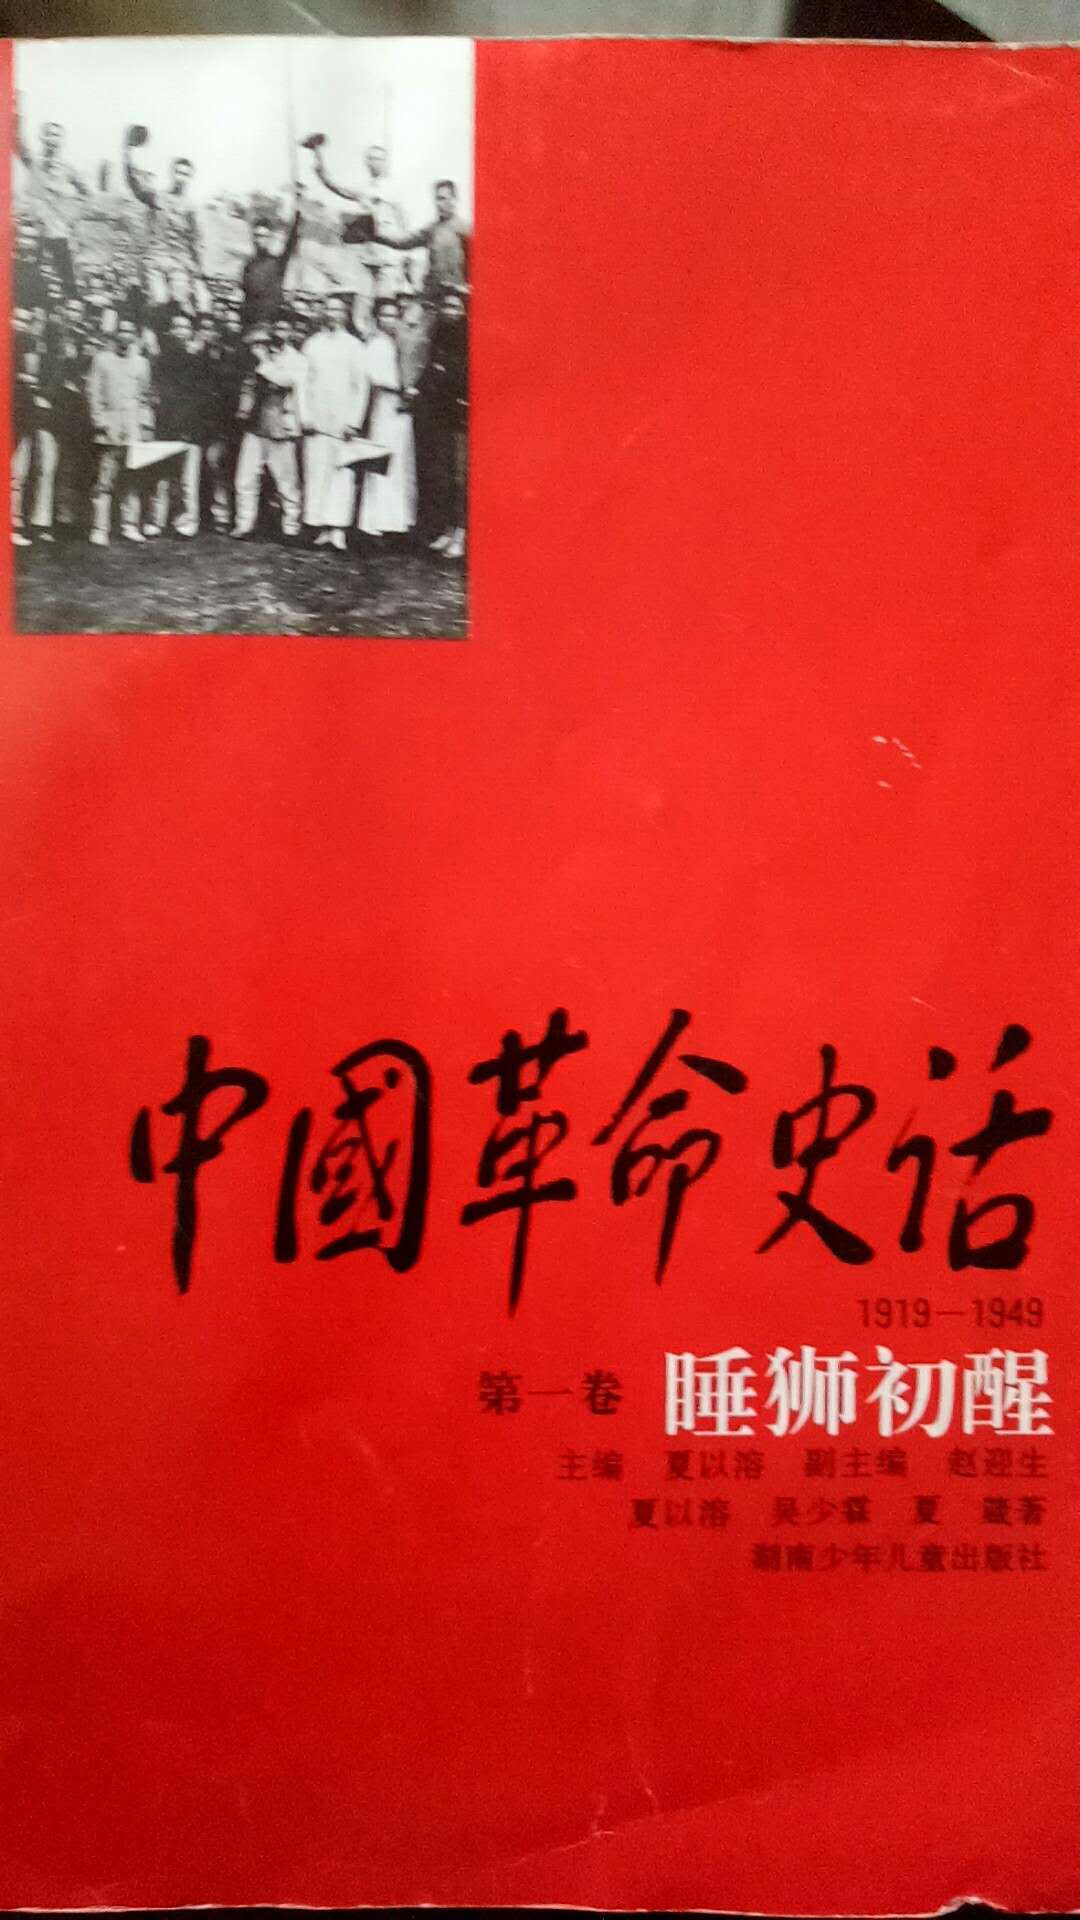 中國革命史话
1919—1949
第一卷 睡狮初醒
主编 夏以溶 副主编 赵迎生
夏以溶 吴少霖 夏 著
湖南少年儿童出版社